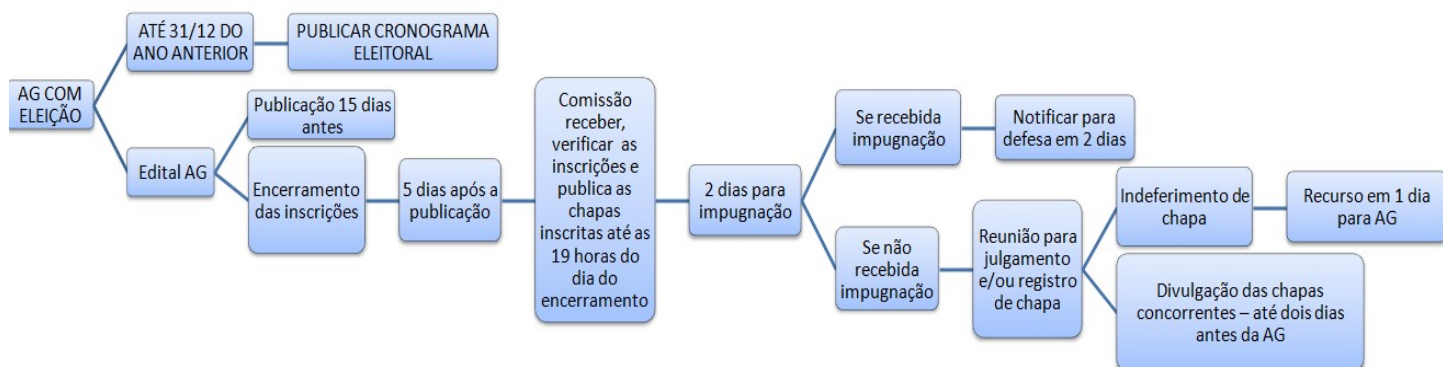 AG COM
ELEIÇÃO
ATÉ 31/12 DO
ANO ANTERIOR
PUBLICAR CRONOGRAMA
ELEITORAL
Edital AG
Publicação 15 dias
antes
Encerramento
das inscrições
5 dias após a
publicação
Comissão
receber,
verificar as
inscrições e
publica as
chapas
inscritas até as
19 horas do
dia do
encerramento
2 dias para
impugnação
Se recebida
impugnação
Notificar para
defesa em 2 dias
Se não
recebida
impugnação
Reunião para
julgamento
e/ou registro
de chapa
Indeferimento de
chapa
Recurso em 1 dia
para AG
Divulgação das chapas
concorrentes – até dois dias
antes da AG